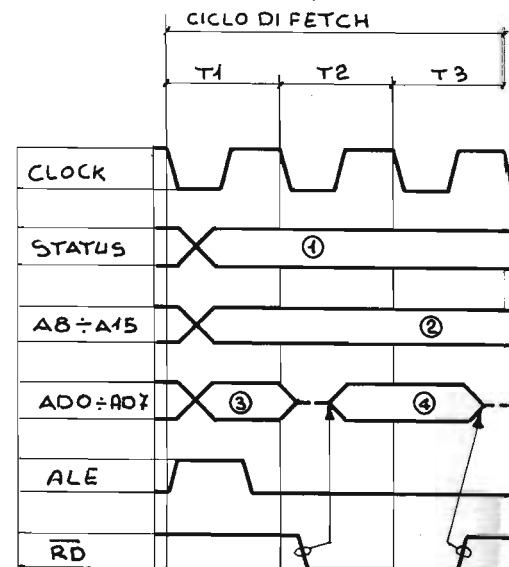 CICLO DI FETCH
T1 T2 T3
CLOCK
STATUS ①
A8÷A15 ②
AD0÷AD7 ③ ④
ALE
RD